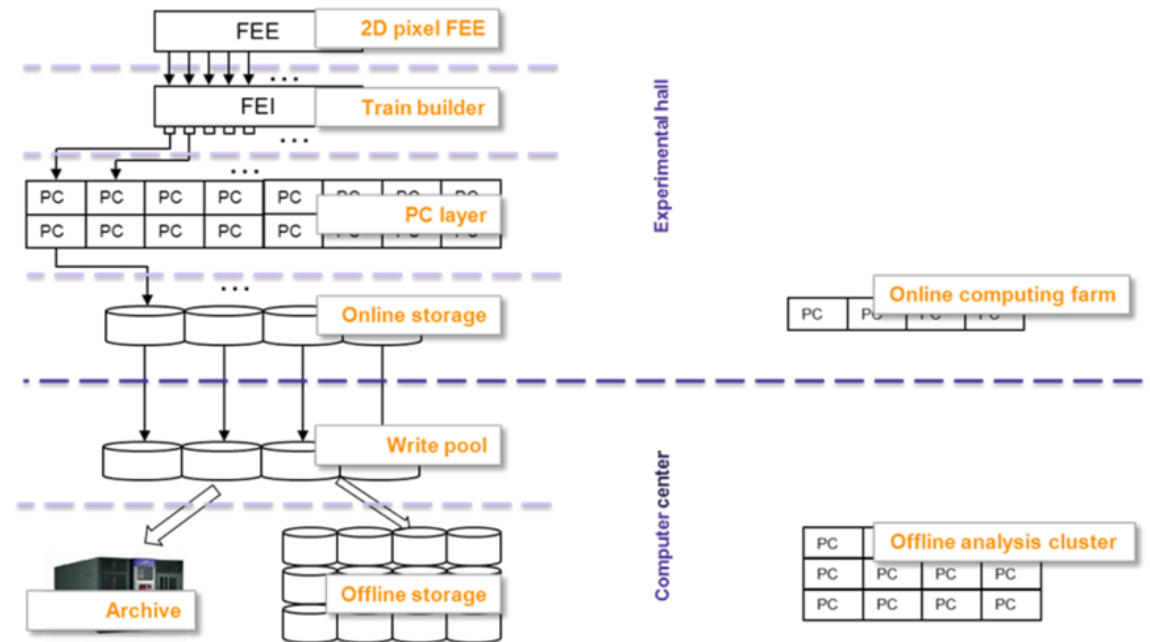 FEE
2D pixel FEE
...
FEI
Train builder
...
...
PC PC PC PC PC
PC layer
PC PC PC PC PC
...
Online storage
Write pool
Archive
Offline storage
Experimental hall
Online computing farm
PC
Computer center
Offline analysis cluster
PC
PC PC PC PC
PC PC PC PC